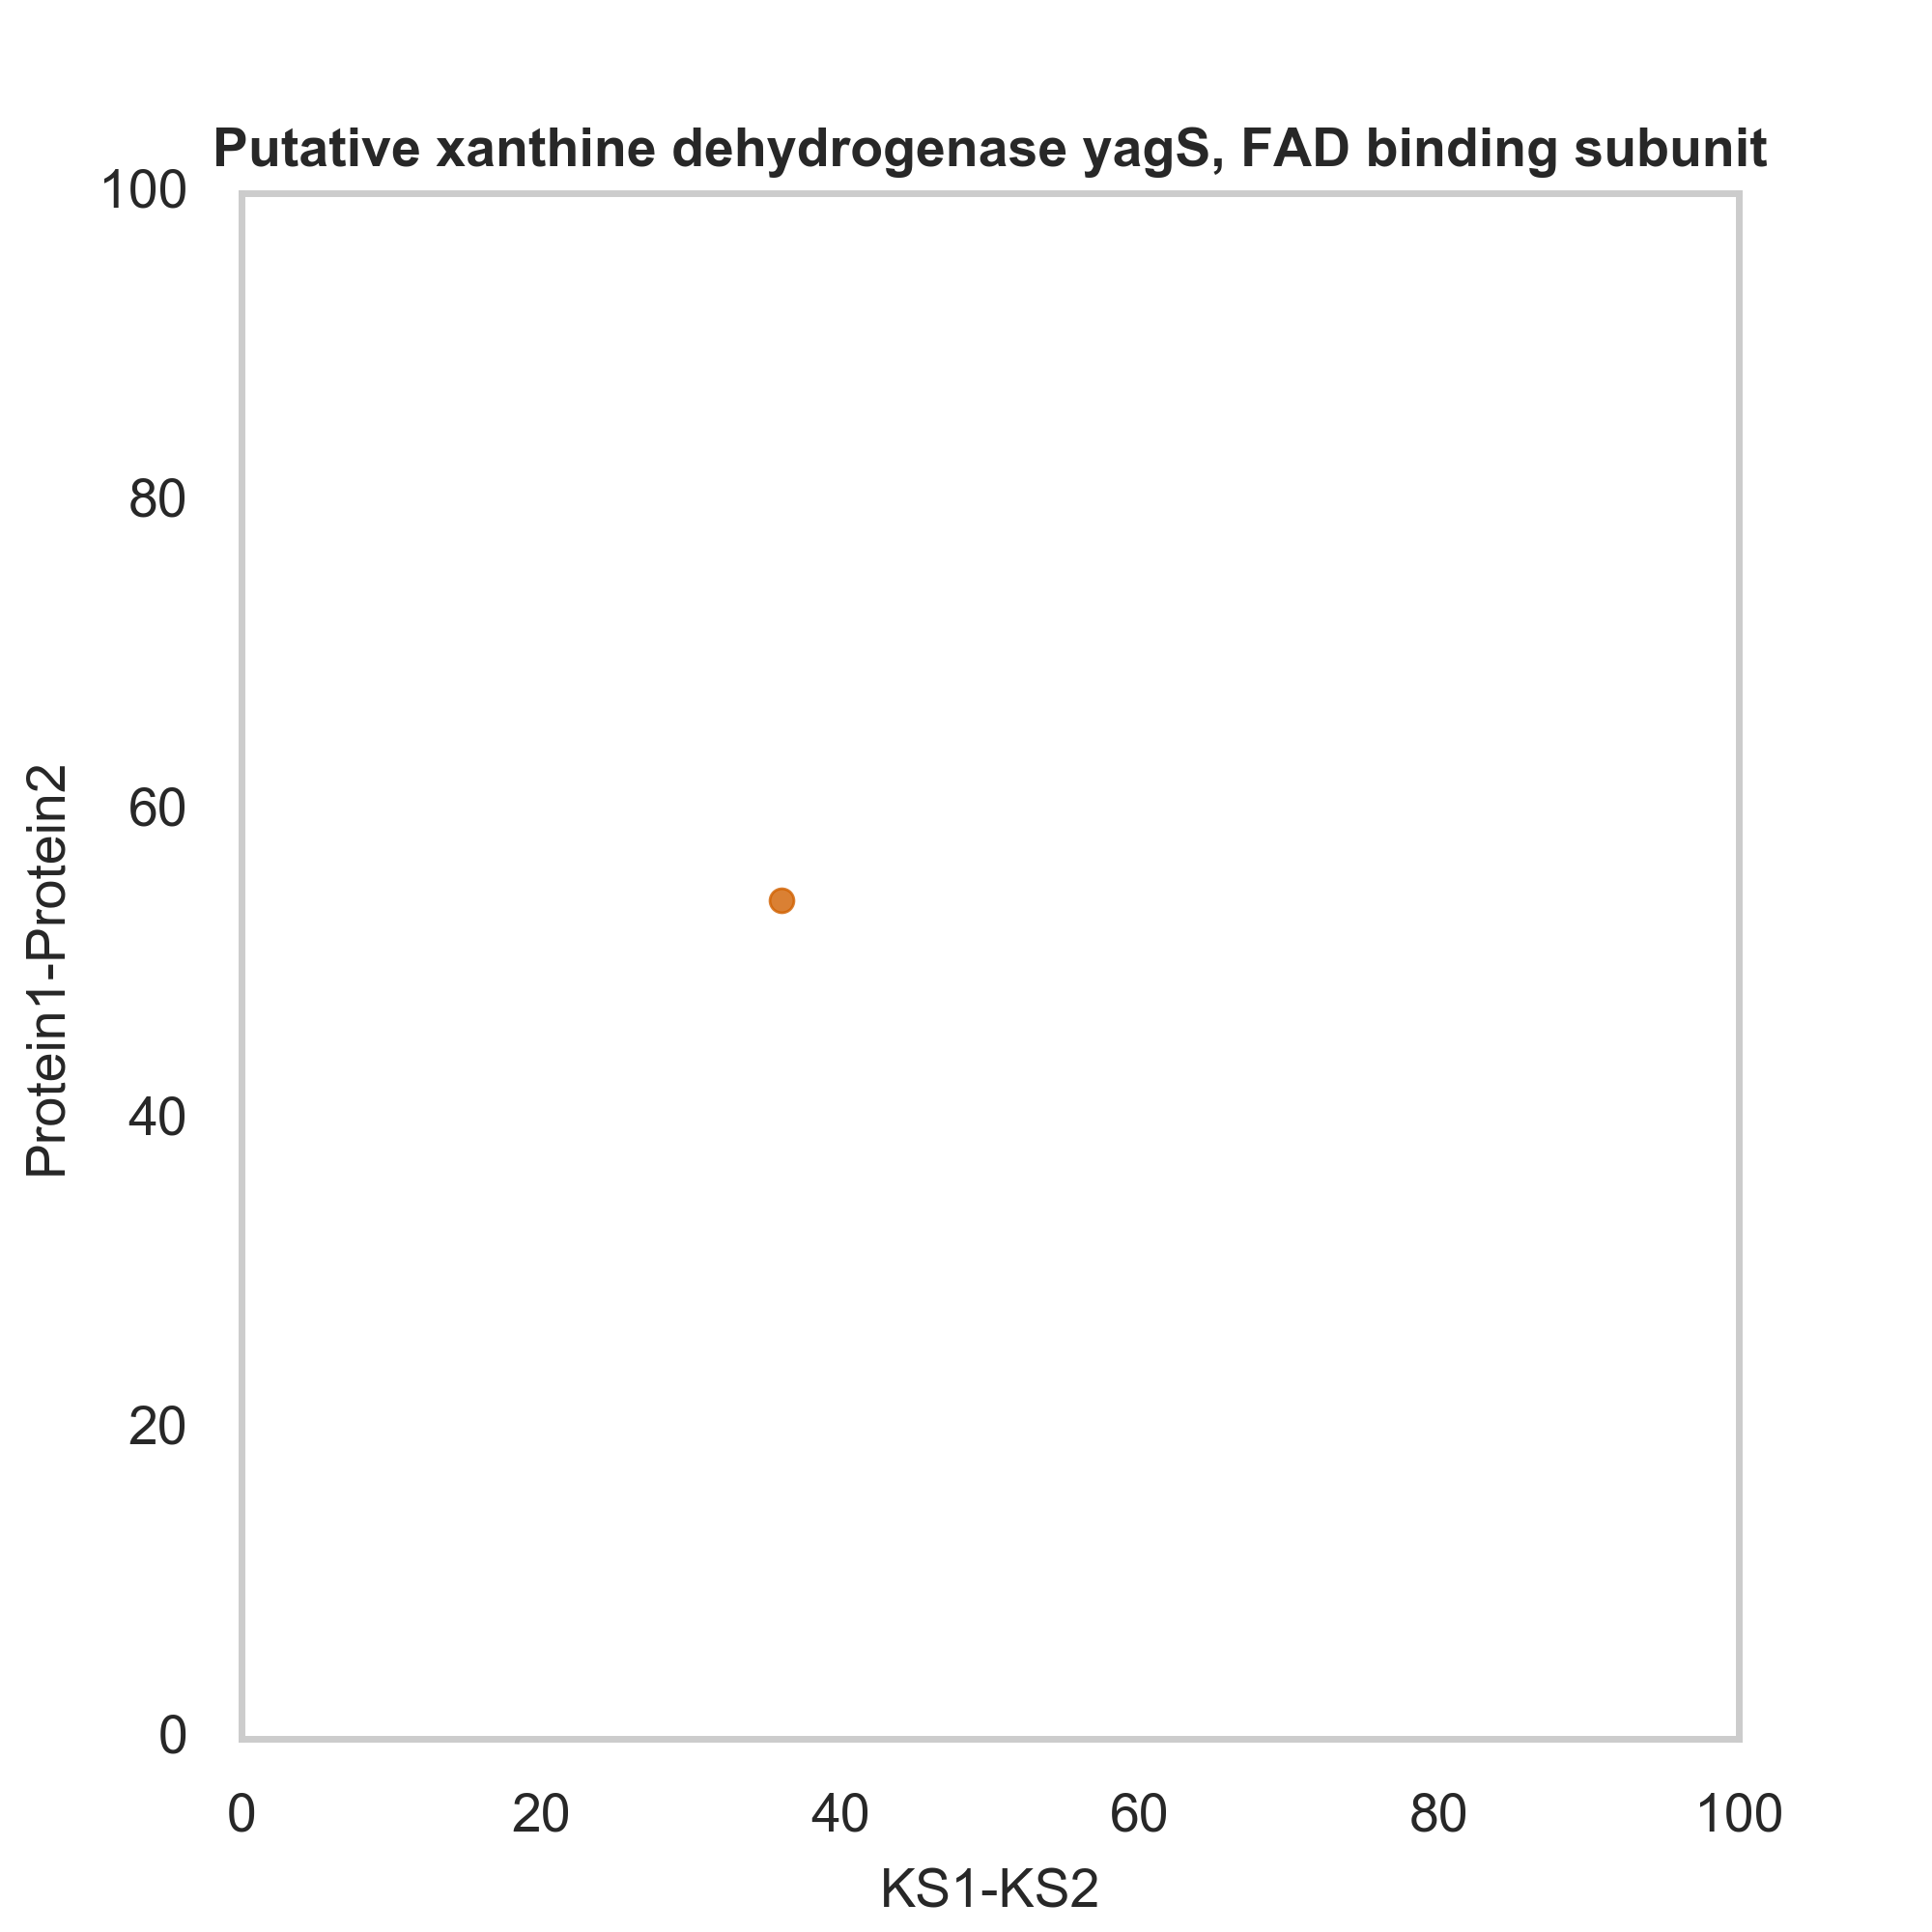 Putative xanthine dehydrogenase yagS, FAD binding subunit
100
80
60
40
20
0
Protein1-Protein2
0 20 40 60 80 100
KS1-KS2